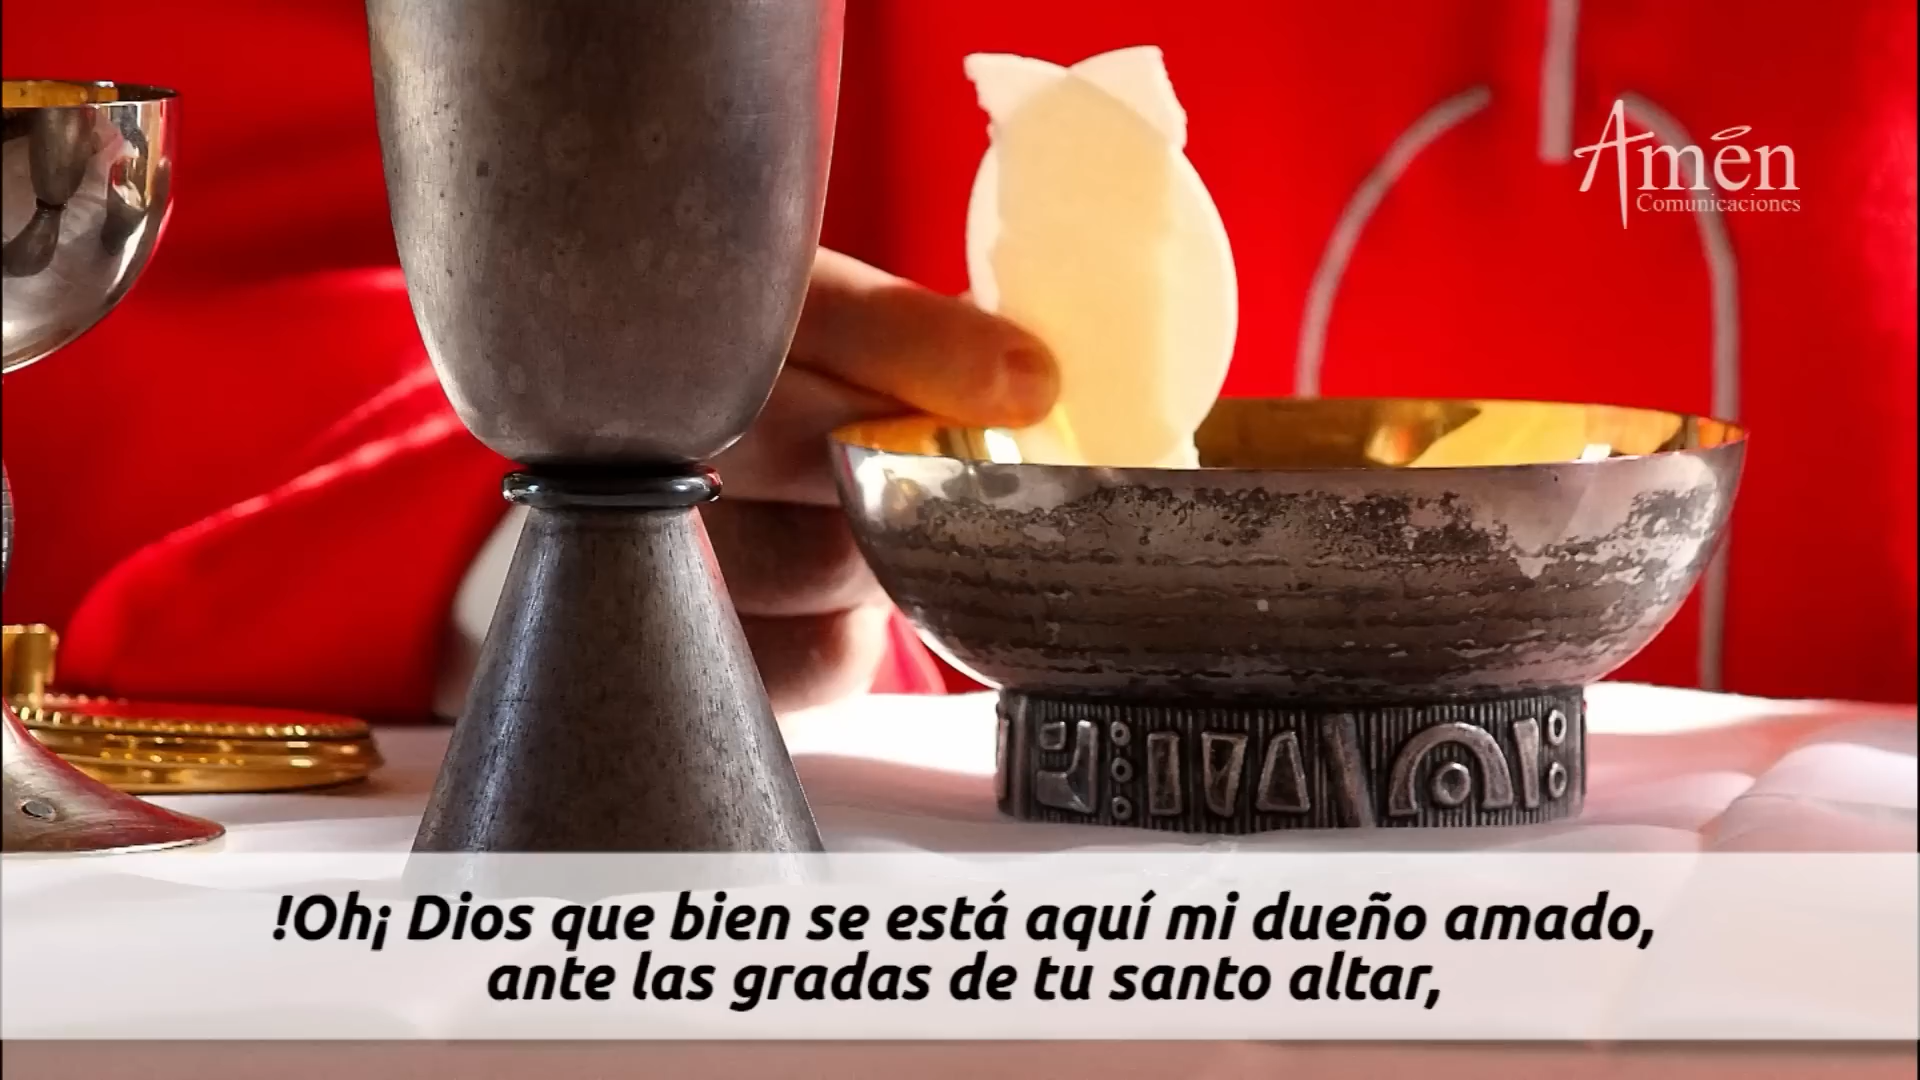 Amén
Comunicaciones
!Oh¡ Dios que bien se está aquí mi dueño amado,
ante las gradas de tu santo altar,